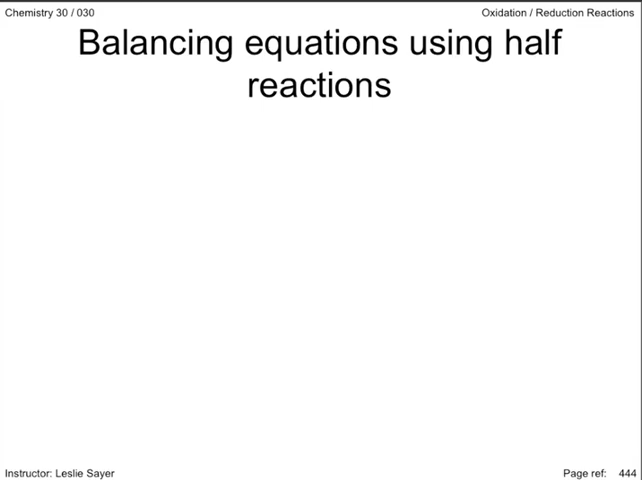 Chemistry 30 / 030
Oxidation / Reduction Reactions
Balancing equations using half
reactions
Instructor: Leslie Sayer
Page ref: 444